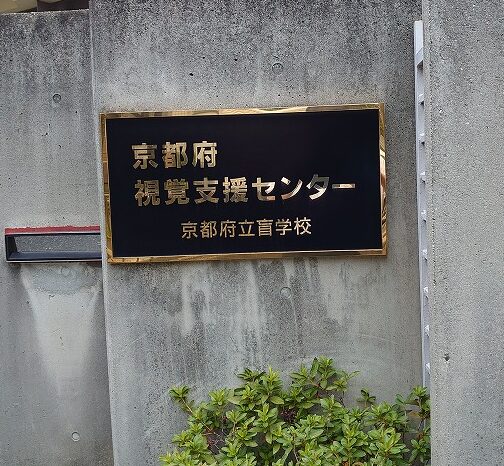 京都府
視覚支援センター
京都府立盲学校